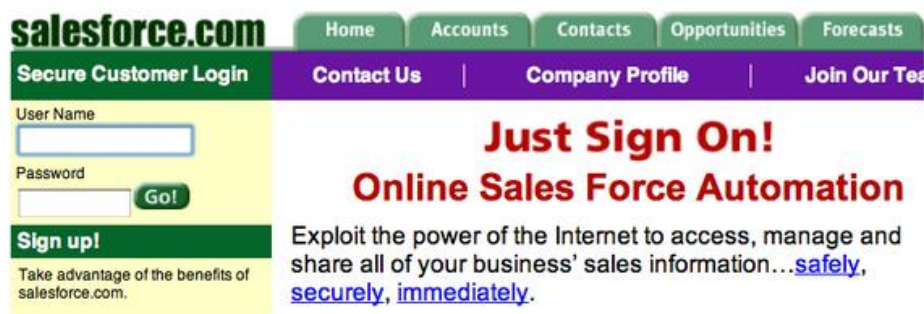 salesforce.com
Home
Accounts
Contacts
Opportunities
Forecasts
Secure Customer Login
Contact Us | Company Profile | Join Our Tea
User Name
Password
Go!
Sign up!
Take advantage of the benefits of
salesforce.com.
Just Sign On!
Online Sales Force Automation
Exploit the power of the Internet to access, manage and
share all of your business’ sales information…safely,
securely, immediately.